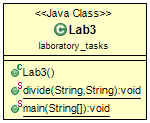 <<Java Class>>
Lab3
laboratory_tasks
Lab3()
divide(String,String):void
main(String[]):void